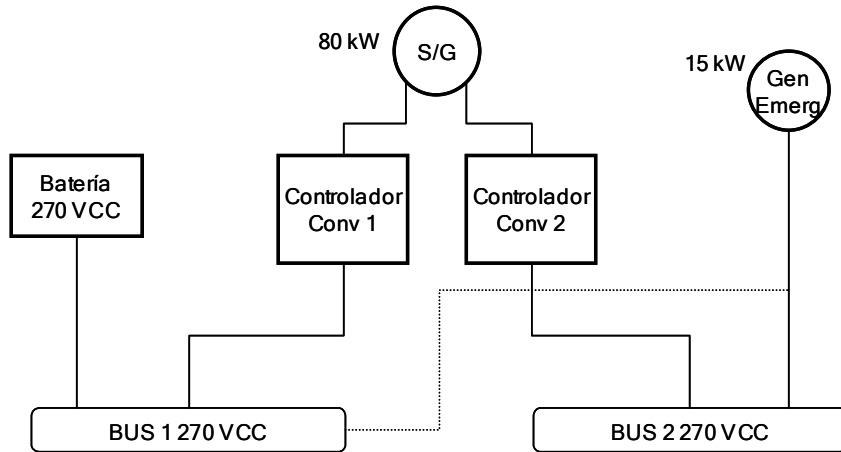 80 kW
S/G
15 kW
Gen
Emerg
Batería
270 VCC
Controlador
Conv 1
Controlador
Conv 2
BUS 1 270 VCC
BUS 2 270 VCC